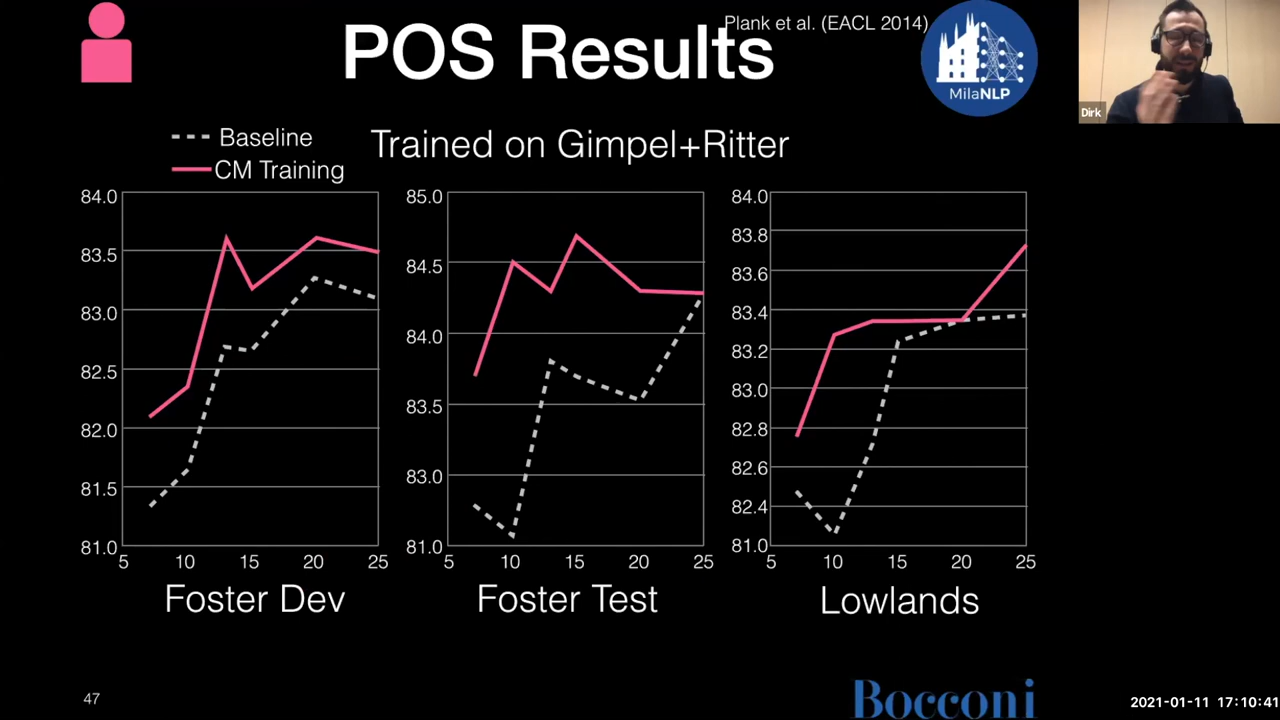 Plank et al. (EACL 2014)
POS Results
MilaNLP
Dirk
Baseline
CM Training
Trained on Gimpel+Ritter
84.0
83.5
83.0
82.5
82.0
81.5
81.0
5 10 15 20 25
Foster Dev
85.0
84.5
84.0
83.5
83.0
81.0
5 10 15 20 25
Foster Test
84.0
83.8
83.6
83.4
83.2
83.0
82.8
82.6
82.4
81.0
5 10 15 20 25
Lowlands
47
Bocconi
2021-01-11 17:10:41